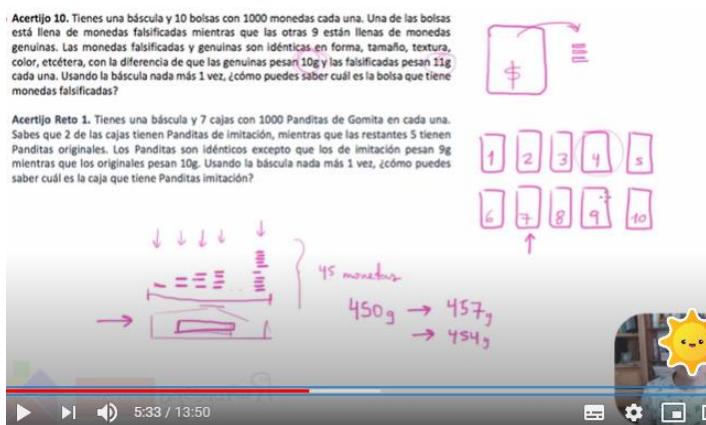 Acertijo 10. Tienes una báscula y 10 bolsas con 1000 monedas cada una. Una de las bolsas
está llena de monedas falsificadas mientras que las otras 9 están llenas de monedas
genuinas. Las monedas falsificadas y genuinas son idénticas en forma, tamaño, textura,
color, etcétera, con la diferencia de que las genuinas pesan 10g y las falsificadas pesan 11g
cada una. Usando la báscula nada más 1 vez, ¿cómo puedes saber cuál es la bolsa que tiene
monedas falsificadas?
Acertijo Reto 1. Tienes una báscula y 7 cajas con 1000 Panditas de Gomita en cada una.
Sabes que 2 de las cajas tienen Panditas de imitación, mientras que las restantes 5 tienen
Panditas originales. Los Panditas son idénticos excepto que los de imitación pesan 9g
mientras que los originales pesan 10g. Usando la báscula nada más 1 vez, ¿cómo puedes
saber cuál es la caja que tiene Panditas imitación?
$
1 2 3 4 5
6 7 8 9 10
45 monedas
450g → 457g
→ 454g
5:33 / 13:50